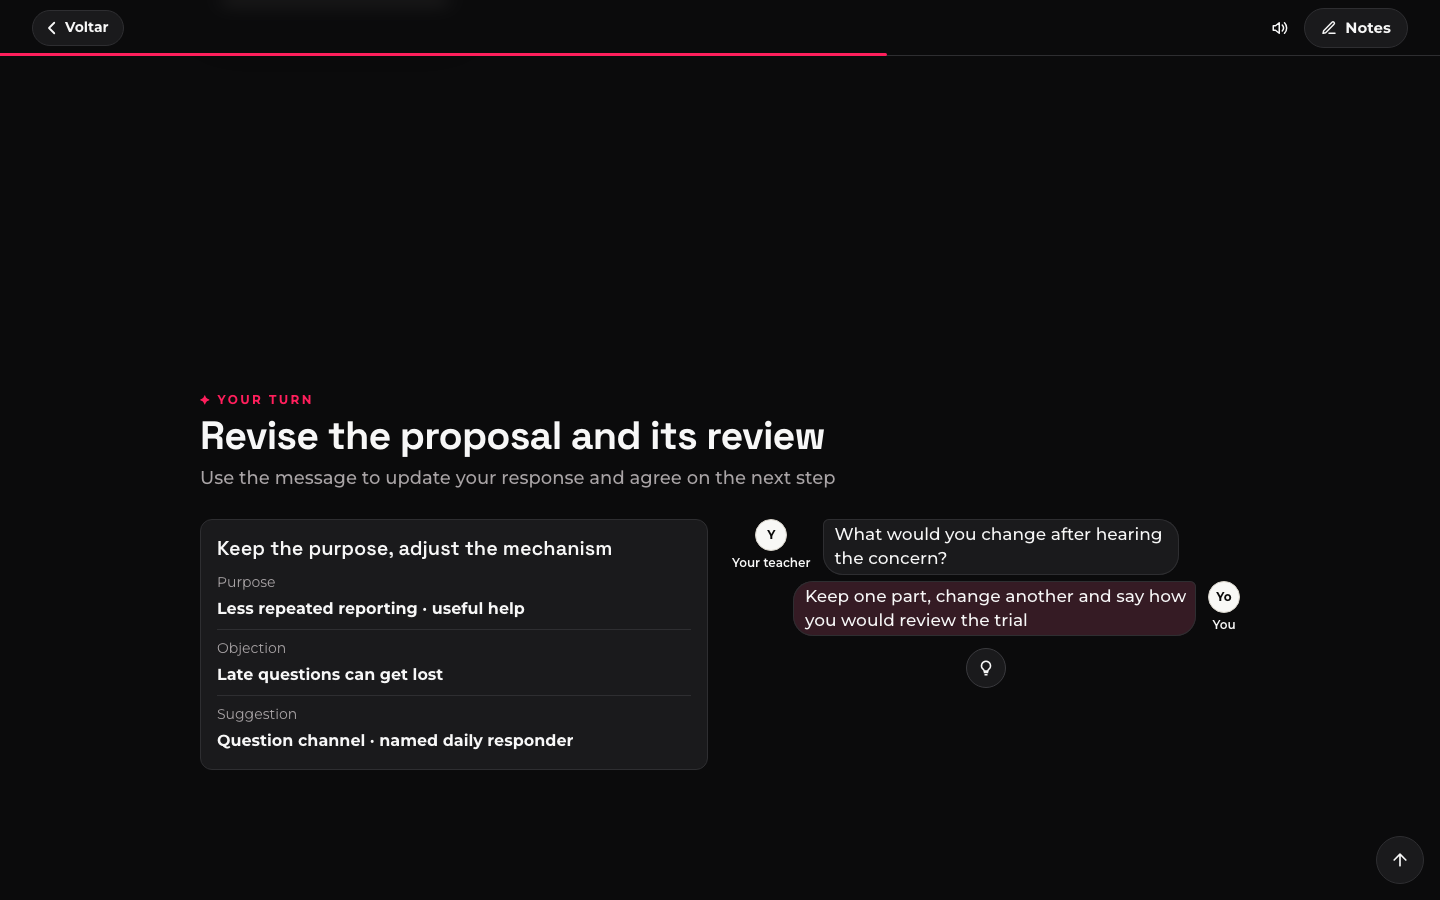 Voltar
Notes
YOUR TURN
Revise the proposal and its review
Use the message to update your response and agree on the next step
Keep the purpose, adjust the mechanism
Purpose
Less repeated reporting · useful help
Objection
Late questions can get lost
Suggestion
Question channel · named daily responder
Y
Your teacher
What would you change after hearing
the concern?
Keep one part, change another and say how
you would review the trial
Yo
You